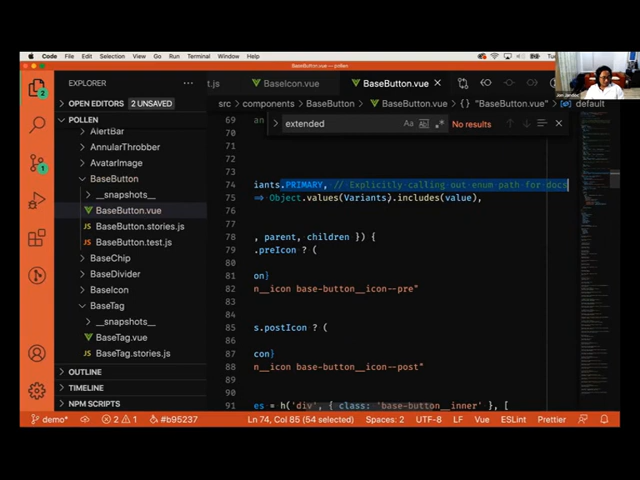 Code File Edit Selection View Go Run Terminal Window Help
BaseButton.vue — pollen
EXPLORER
t.js BaseIcon.vue BaseButton.vue
OPEN EDITORS 2 UNSAVED
src components BaseButton BaseButton.vue {} "BaseButton.vue" default
POLLEN
AlertBar
AnnularThrobber
AvatarImage
BaseButton
__snapshots__
BaseButton.vue
BaseButton.stories.js
BaseButton.test.js
BaseChip
BaseDivider
BaseIcon
BaseTag
__snapshots__
BaseTag.vue
BaseTag.stories.js
OUTLINE
TIMELINE
NPM SCRIPTS
extended Aa Ab| .* No results
69 an
70
71
72
73
74 iants.PRIMARY, // Explicitly calling out enum path for docs
75 => Object.values(Variants).includes(value),
76
77
78 , parent, children }) {
79 .preIcon ? (
80
81 on}
82 n__icon base-button__icon--pre"
83
84
85 s.postIcon ? (
86
87 con}
88 n__icon base-button__icon--post"
89
90
91 es = h('div', { class: 'base-button__inner' }, [
demo* 2 1 #b95237 Ln 74, Col 85 (54 selected) Spaces: 2 UTF-8 LF Vue ESLint Prettier